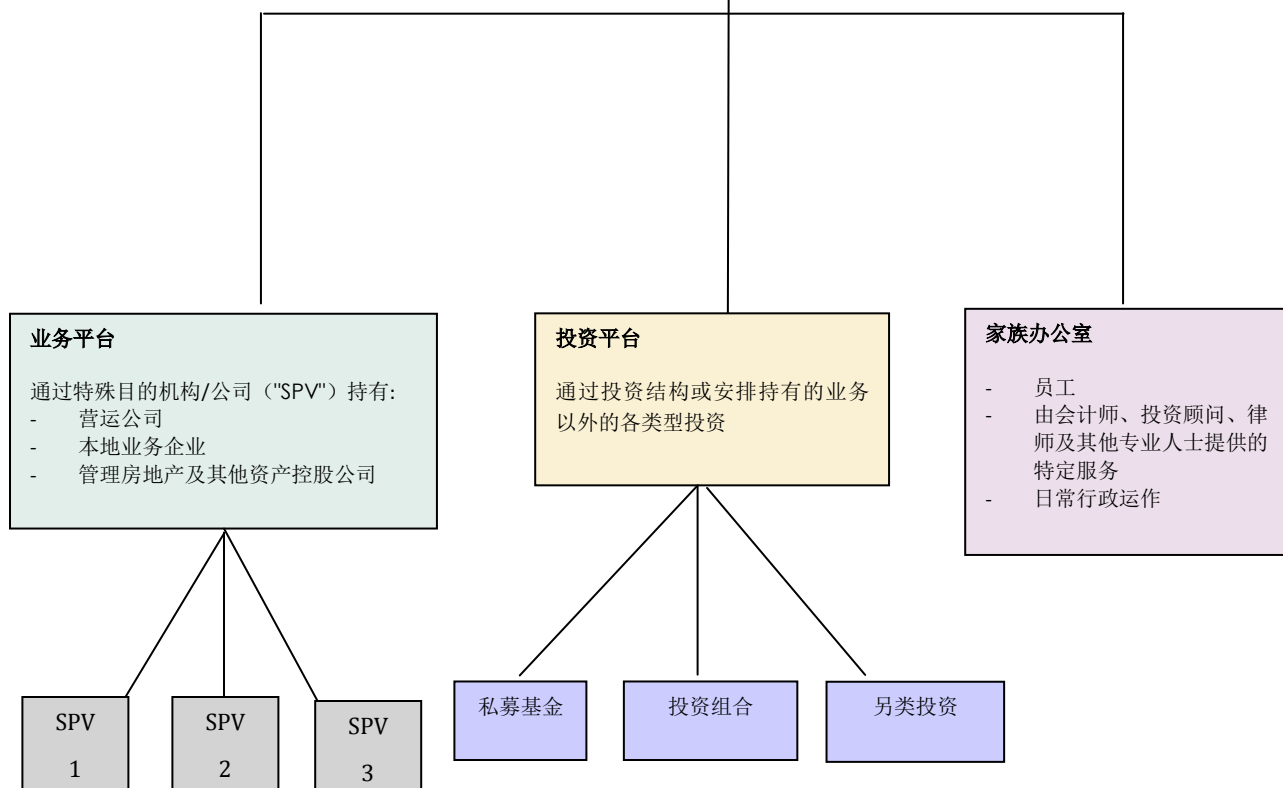 业务平台
通过特殊目的机构/公司（"SPV"）持有:
- 营运公司
- 本地业务企业
- 管理房地产及其他资产控股公司
投资平台
通过投资结构或安排持有的业务
以外的各类型投资
家族办公室
- 员工
- 由会计师、投资顾问、律
师及其他专业人士提供的
特定服务
- 日常行政运作
SPV
1
SPV
2
SPV
3
私募基金
投资组合
另类投资